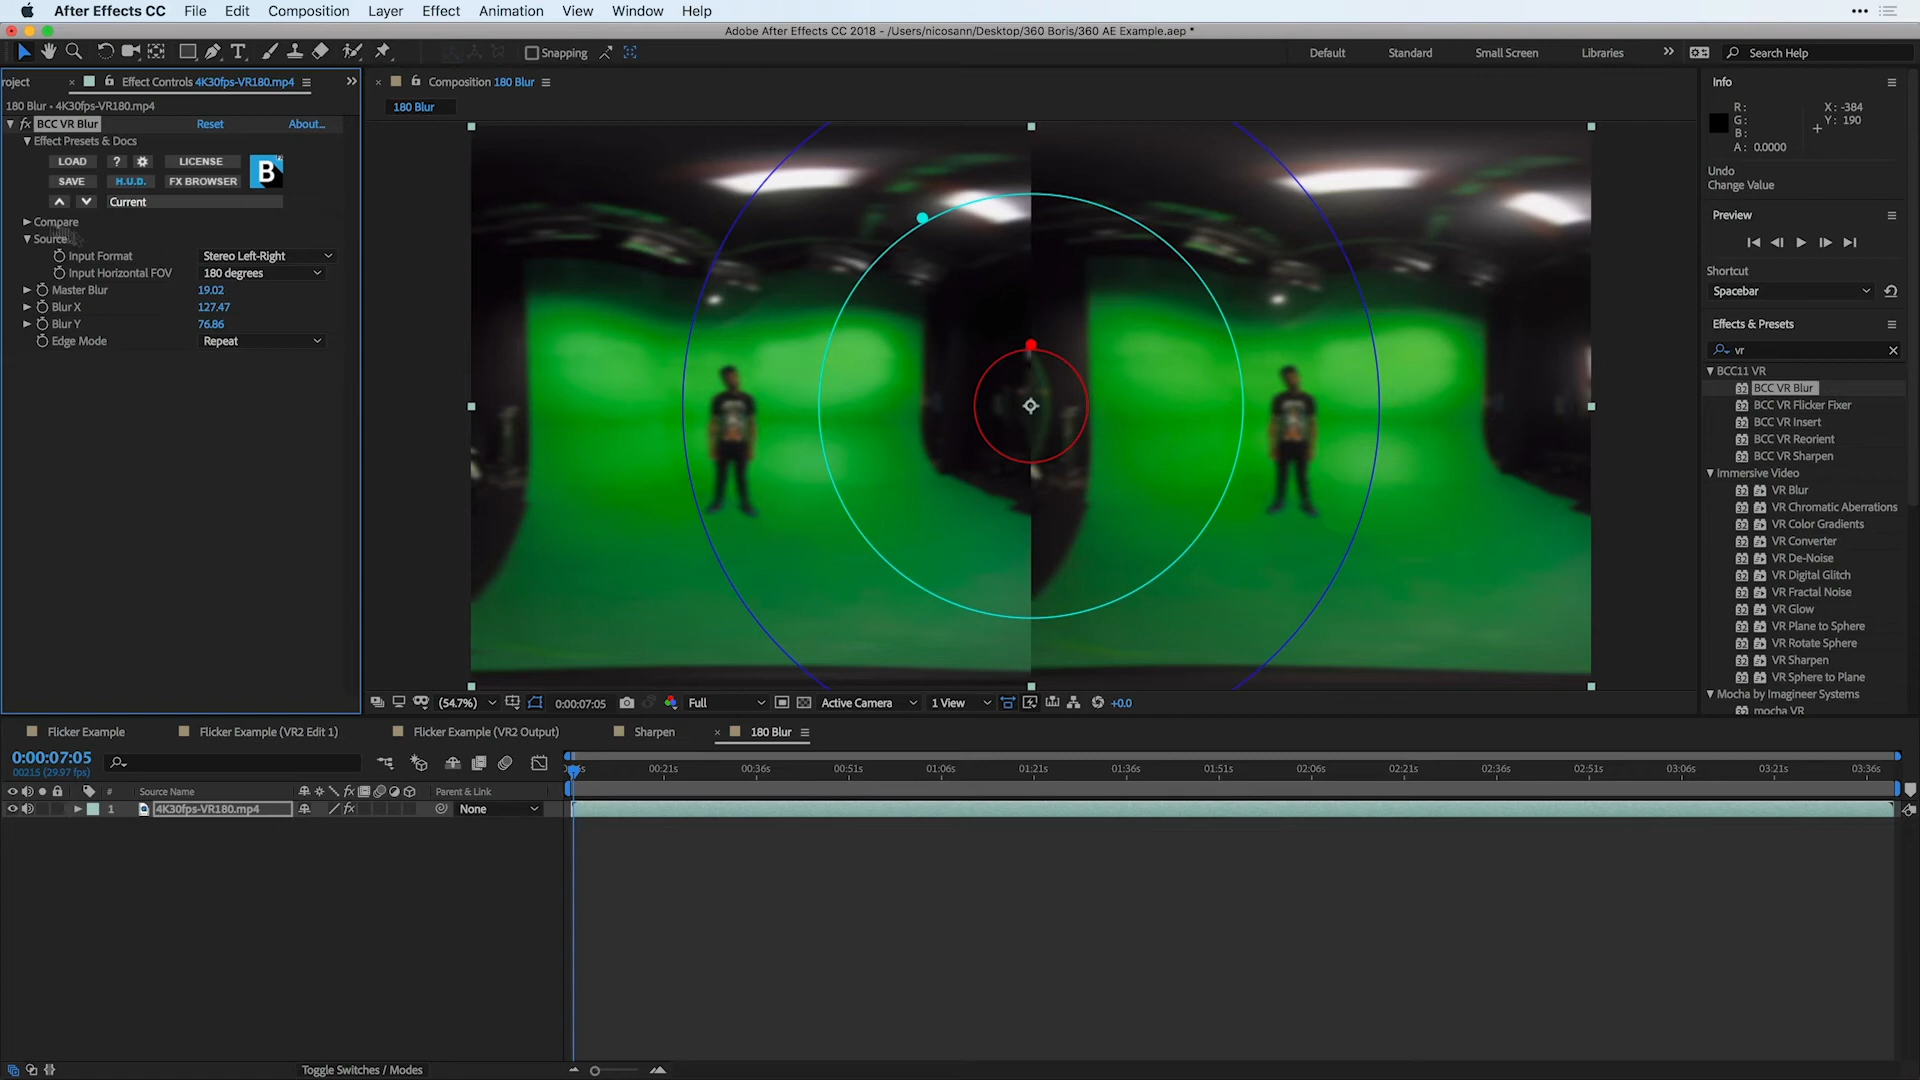 After Effects CC File Edit Composition Layer Effect Animation View Window Help
Adobe After Effects CC 2018 - /Users/nicosann/Desktop/360 Boris/360 AE Example.aep *
Snapping
Default Standard Small Screen Libraries Search Help
roject
Effect Controls 4K30fps-VR180.mp4
180 Blur • 4K30fps-VR180.mp4
BCC VR Blur Reset About...
Effect Presets & Docs
LOAD ? LICENSE
SAVE H.U.D. FX BROWSER
B
Current
Compare
Source
Input Format Stereo Left-Right
Input Horizontal FOV 180 degrees
Master Blur 19.02
Blur X 127.47
Blur Y 76.86
Edge Mode Repeat
Composition 180 Blur
180 Blur
(54.7%) 0:00:07:05 Full Active Camera 1 View +0.0
Info
R: X: -384
G: Y: 190
B:
A: 0.0000
Undo
Change Value
Preview
Shortcut
Spacebar
Effects & Presets
vr
BCC11 VR
BCC VR Blur
BCC VR Flicker Fixer
BCC VR Insert
BCC VR Reorient
BCC VR Sharpen
Immersive Video
VR Blur
VR Chromatic Aberrations
VR Color Gradients
VR Converter
VR De-Noise
VR Digital Glitch
VR Fractal Noise
VR Glow
VR Plane to Sphere
VR Rotate Sphere
VR Sharpen
VR Sphere to Plane
Mocha by Imagineer Systems
mocha VR
Flicker Example Flicker Example (VR2 Edit 1) Flicker Example (VR2 Output) Sharpen 180 Blur
0:00:07:05
00215 (29.97 fps)
00:21s 00:36s 00:51s 01:06s 01:21s 01:36s 01:51s 02:06s 02:21s 02:36s 02:51s 03:06s 03:21s 03:36s
# Source Name Parent & Link
1 4K30fps-VR180.mp4 None
Toggle Switches / Modes